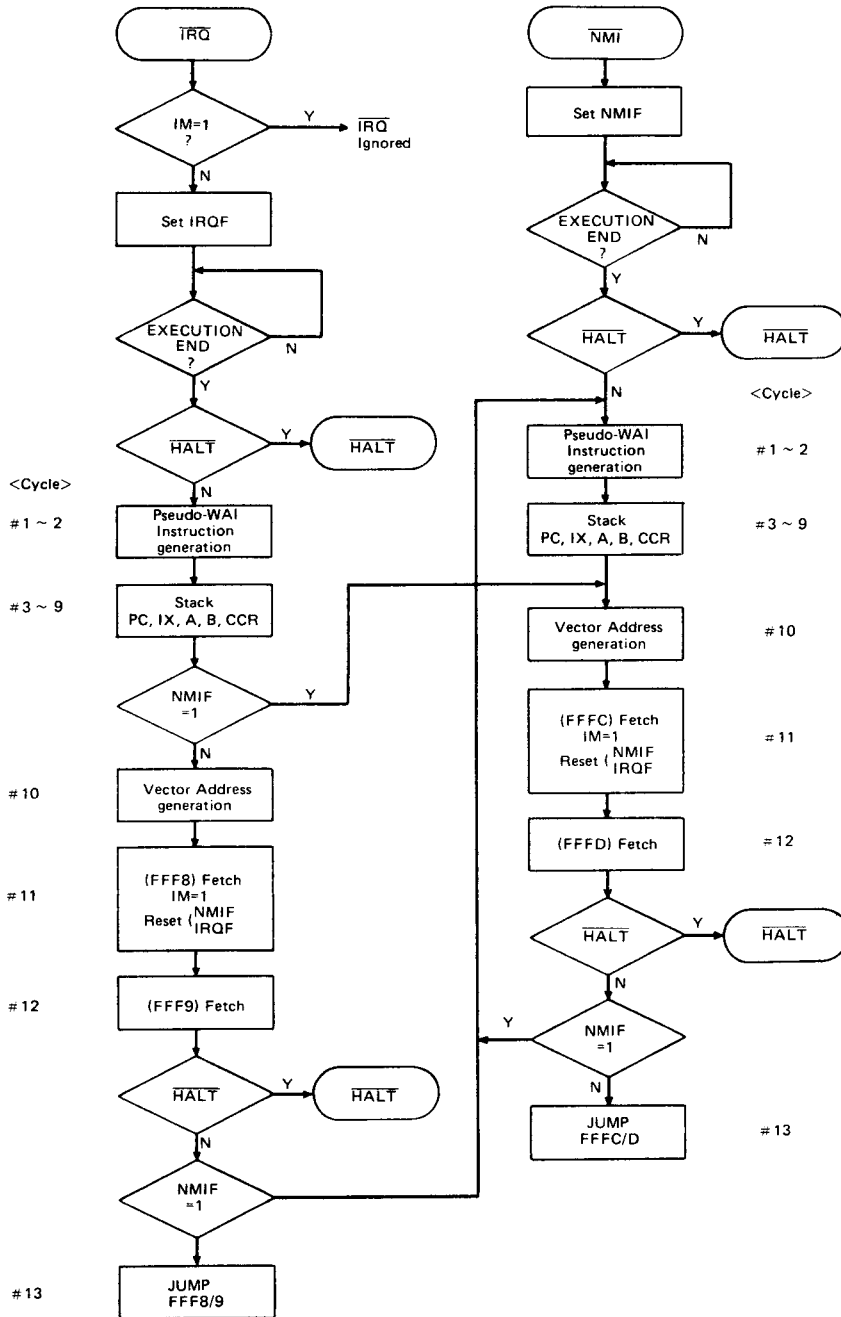 IRQ
IM=1
?
Y
IRQ
Ignored
N
Set IRQF
EXECUTION
END
?
N
Y
HALT
Y
HALT
N
<Cycle>
#1 ~ 2
Pseudo-WAI
Instruction
generation
#3 ~ 9
Stack
PC, IX, A, B, CCR
NMIF
=1
Y
N
#10
Vector Address
generation
#11
(FFF8) Fetch
IM=1
Reset (NMIF
IRQF
#12
(FFF9) Fetch
HALT
Y
HALT
N
NMIF
=1
#13
JUMP
FFF8/9
NMI
Set NMIF
EXECUTION
END
?
N
Y
HALT
Y
HALT
N
<Cycle>
Pseudo-WAI
Instruction
generation
#1 ~ 2
Stack
PC, IX, A, B, CCR
#3 ~ 9
Vector Address
generation
#10
(FFFC) Fetch
IM=1
Reset (NMIF
IRQF
#11
(FFFD) Fetch
#12
HALT
Y
HALT
N
Y
NMIF
=1
N
JUMP
FFFC/D
#13